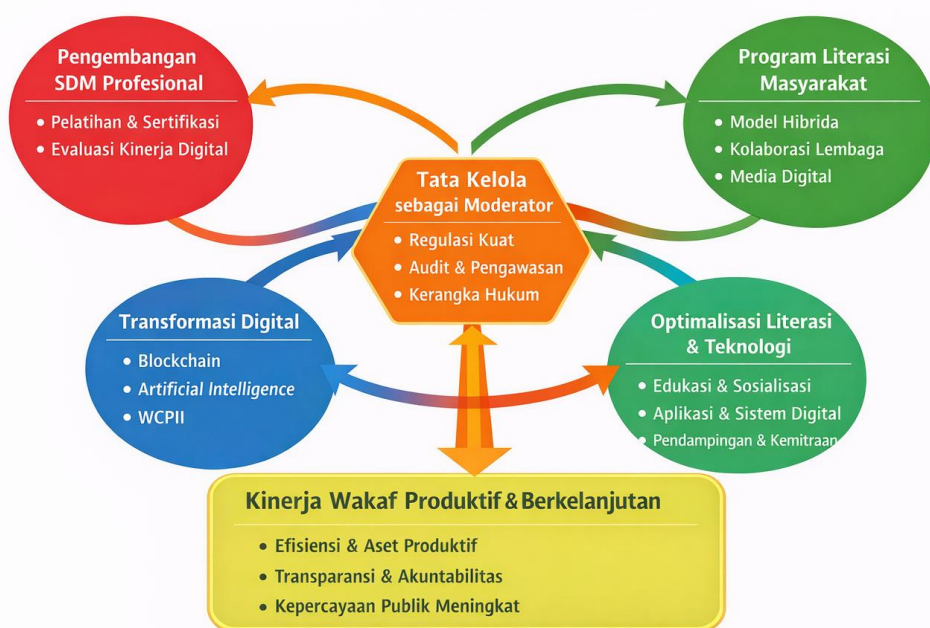 Pengembangan
SDM Profesional
• Pelatihan & Sertifikasi
• Evaluasi Kinerja Digital
Program Literasi
Masyarakat
• Model Hibrida
• Kolaborasi Lembaga
• Media Digital
Tata Kelola
sebagai Moderator
• Regulasi Kuat
• Audit & Pengawasan
• Kerangka Hukum
Transformasi Digital
• Blockchain
• Artificial Intelligence
• WCPII
Optimalisasi Literasi
& Teknologi
• Edukasi & Sosialisasi
• Aplikasi & Sistem Digital
• Pendampingan & Kemitraan
Kinerja Wakaf Produktif & Berkelanjutan
• Efisiensi & Aset Produktif
• Transparansi & Akuntabilitas
• Kepercayaan Publik Meningkat